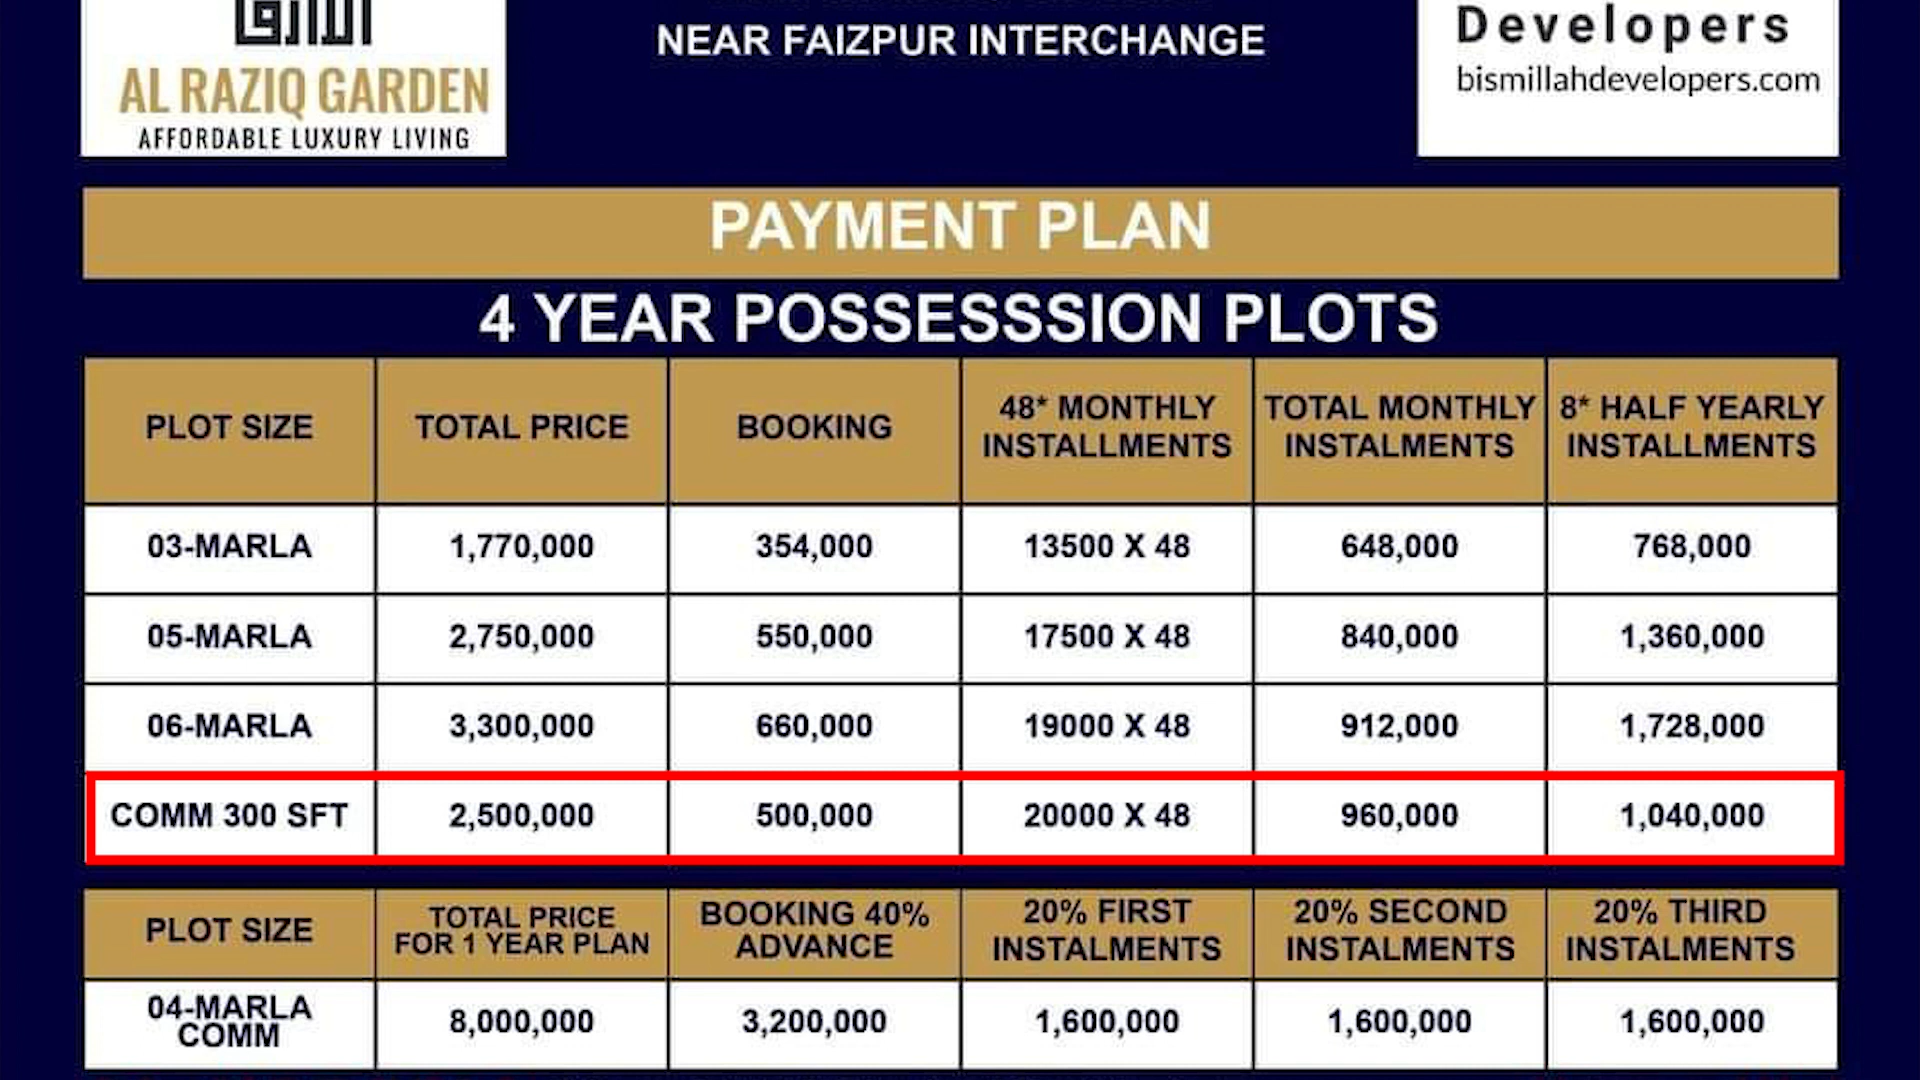 الرازق
AL RAZIQ GARDEN
AFFORDABLE LUXURY LIVING
NEAR FAIZPUR INTERCHANGE
Developers
bismillahdevelopers.com
PAYMENT PLAN
4 YEAR POSSESSSION PLOTS
PLOT SIZE TOTAL PRICE BOOKING 48* MONTHLY INSTALLMENTS TOTAL MONTHLY INSTALMENTS 8* HALF YEARLY INSTALLMENTS
03-MARLA 1,770,000 354,000 13500 X 48 648,000 768,000
05-MARLA 2,750,000 550,000 17500 X 48 840,000 1,360,000
06-MARLA 3,300,000 660,000 19000 X 48 912,000 1,728,000
COMM 300 SFT 2,500,000 500,000 20000 X 48 960,000 1,040,000
PLOT SIZE TOTAL PRICE FOR 1 YEAR PLAN BOOKING 40% ADVANCE 20% FIRST INSTALMENTS 20% SECOND INSTALMENTS 20% THIRD INSTALMENTS
04-MARLA COMM 8,000,000 3,200,000 1,600,000 1,600,000 1,600,000